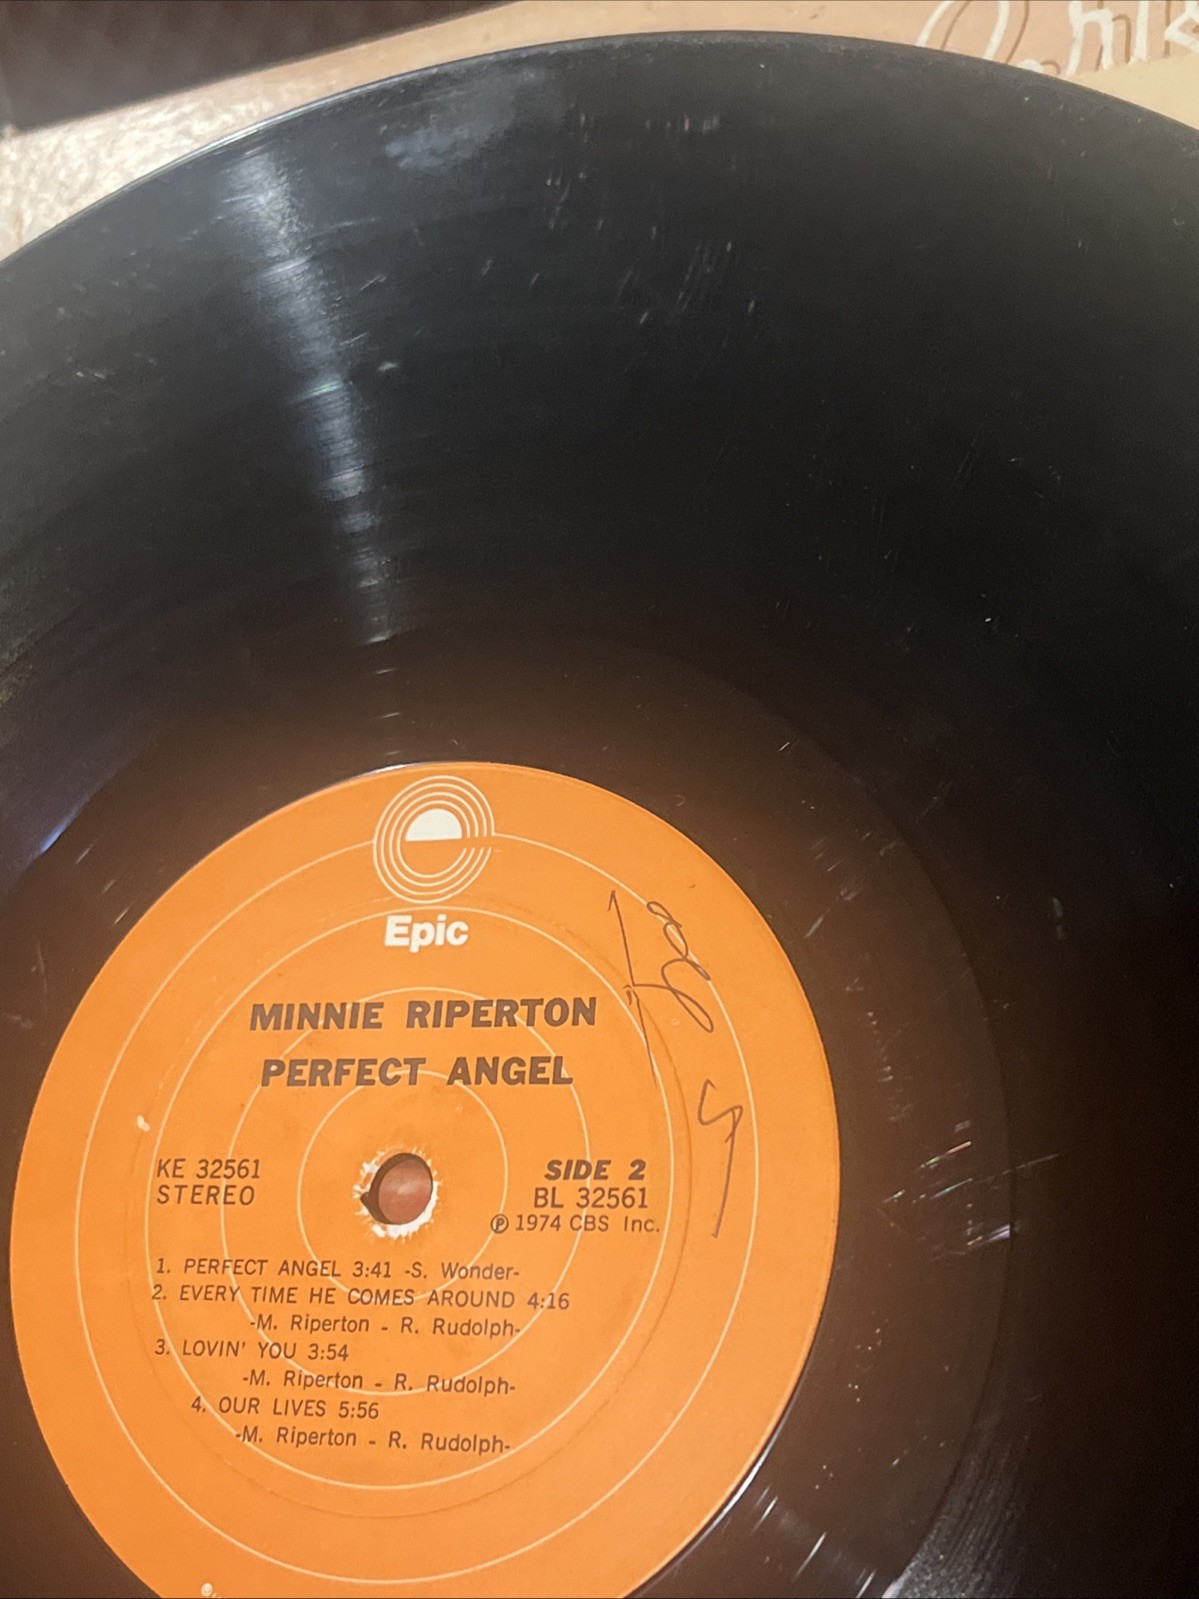 Epic
MINNIE RIPERTON
PERFECT ANGEL
KE 32561
STEREO
SIDE 2
BL 32561
℗ 1974 CBS Inc.
1. PERFECT ANGEL 3:41 -S. Wonder-
2. EVERY TIME HE COMES AROUND 4:16
-M. Riperton - R. Rudolph-
3. LOVIN' YOU 3:54
-M. Riperton - R. Rudolph-
4. OUR LIVES 5:56
-M. Riperton - R. Rudolph-